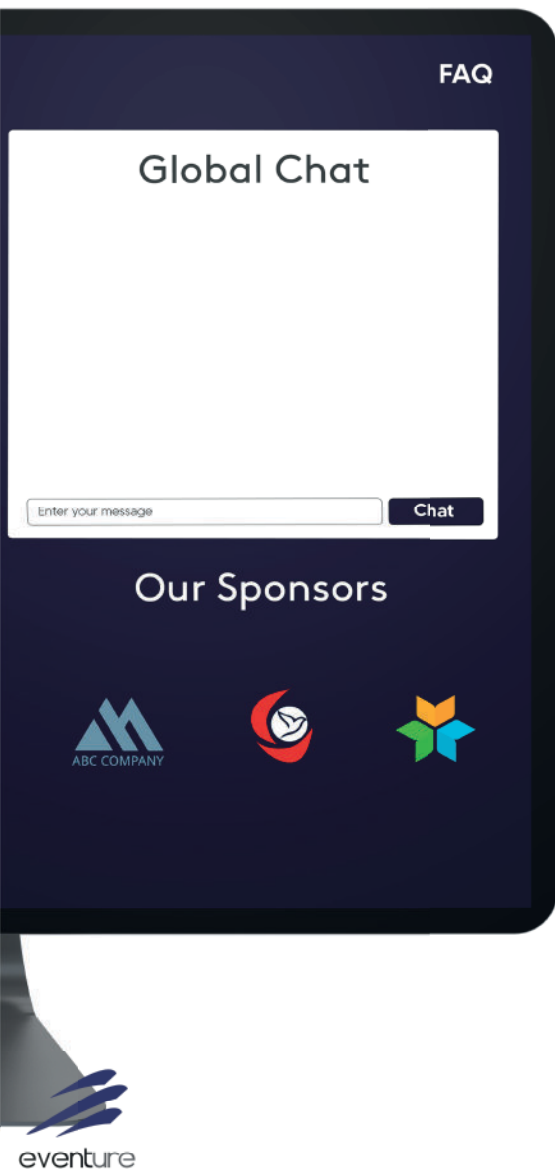 FAQ
Global Chat
Enter your message
Chat
Our Sponsors
ABC COMPANY
eventure